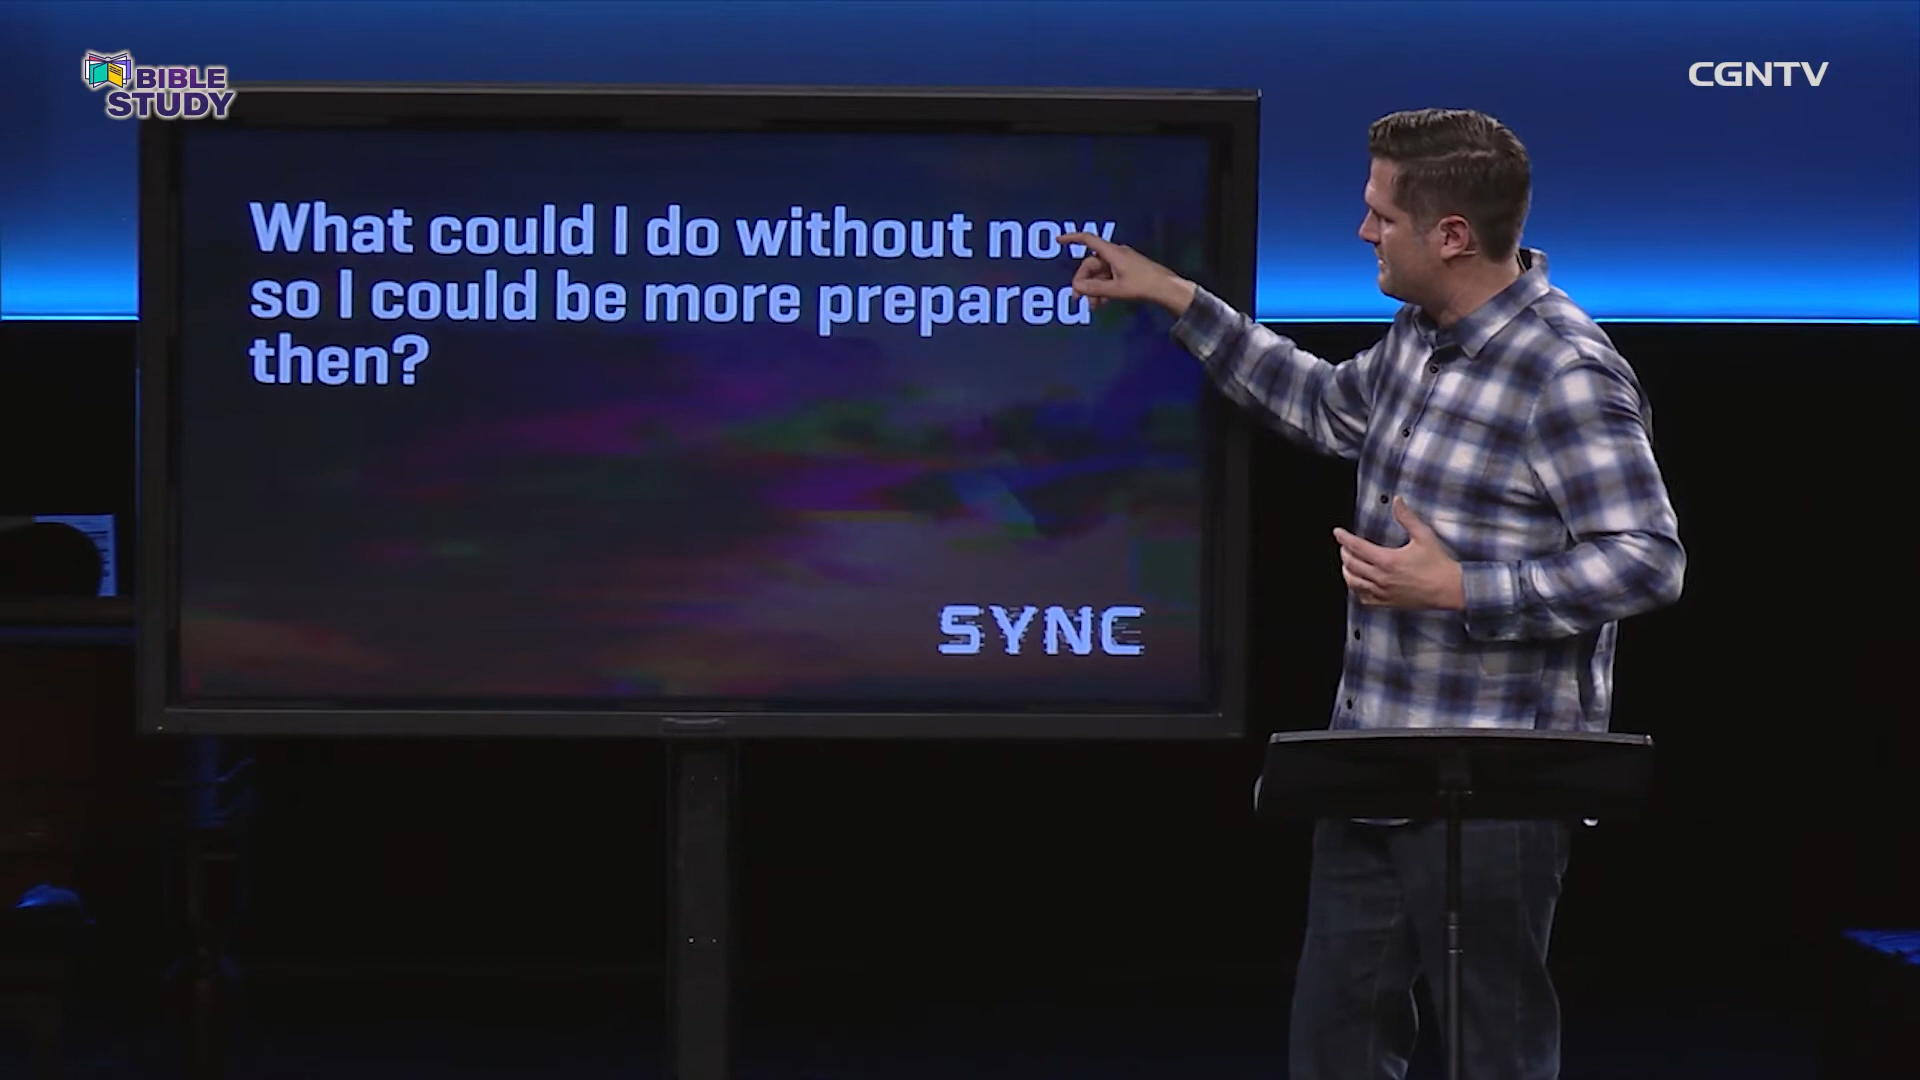 BIBLE
STUDY
CGNTV
What could I do without now
so I could be more prepared
then?
SYNC